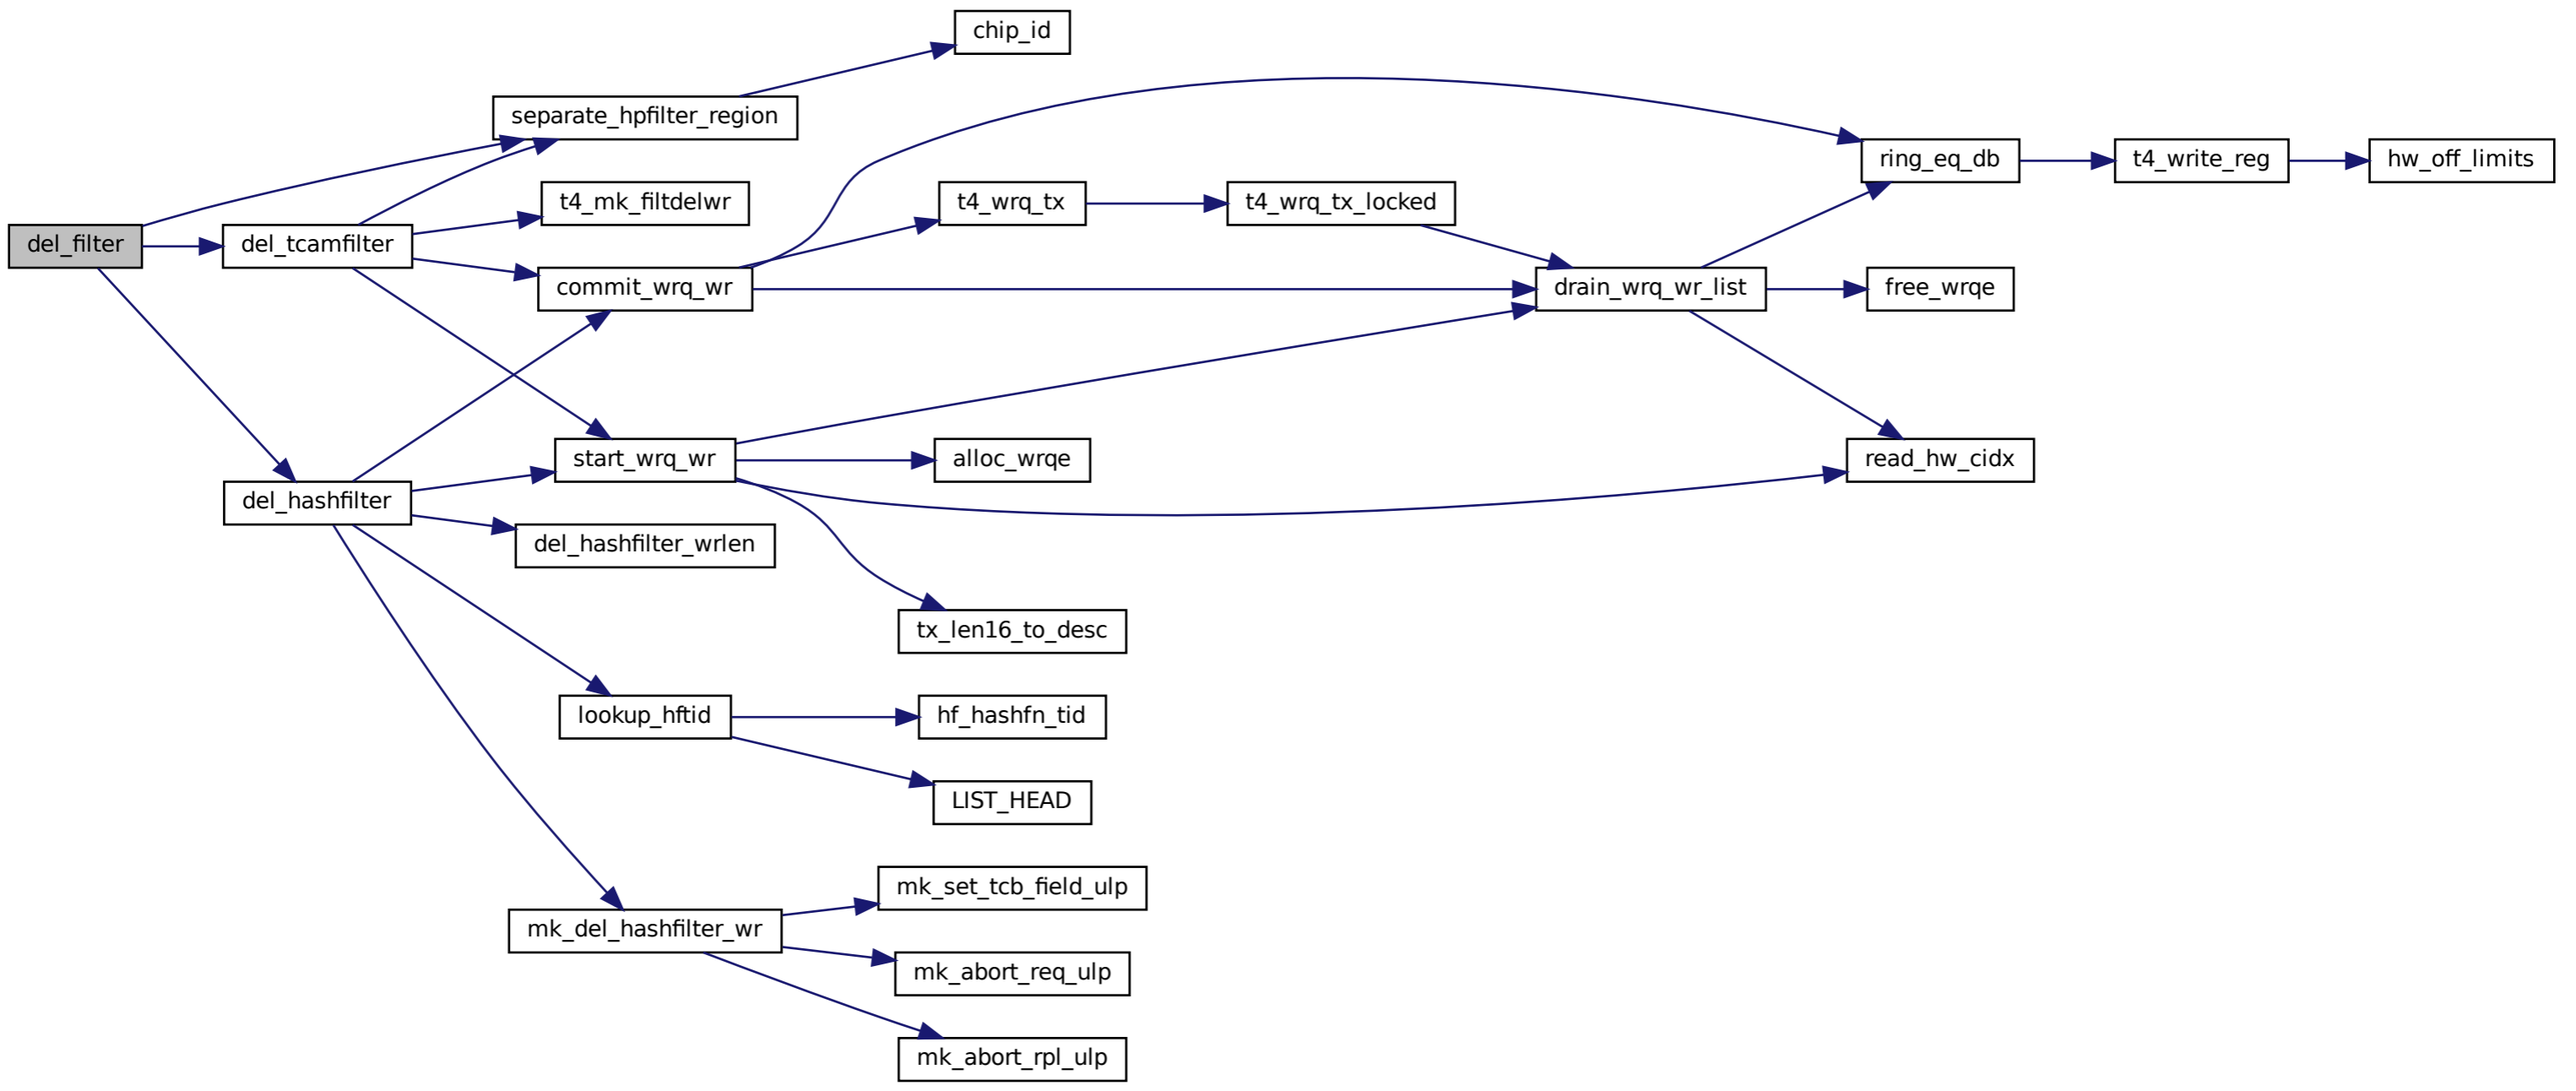 chip_id
separate_hpfilter_region
ring_eq_db
t4_write_reg
hw_off_limits
t4_mk_filtdelwr
t4_wrq_tx
t4_wrq_tx_locked
del_filter
del_tcamfilter
commit_wrq_wr
drain_wrq_wr_list
free_wrqe
start_wrq_wr
alloc_wrqe
read_hw_cidx
del_hashfilter
del_hashfilter_wrlen
tx_len16_to_desc
lookup_hftid
hf_hashfn_tid
LIST_HEAD
mk_set_tcb_field_ulp
mk_del_hashfilter_wr
mk_abort_req_ulp
mk_abort_rpl_ulp